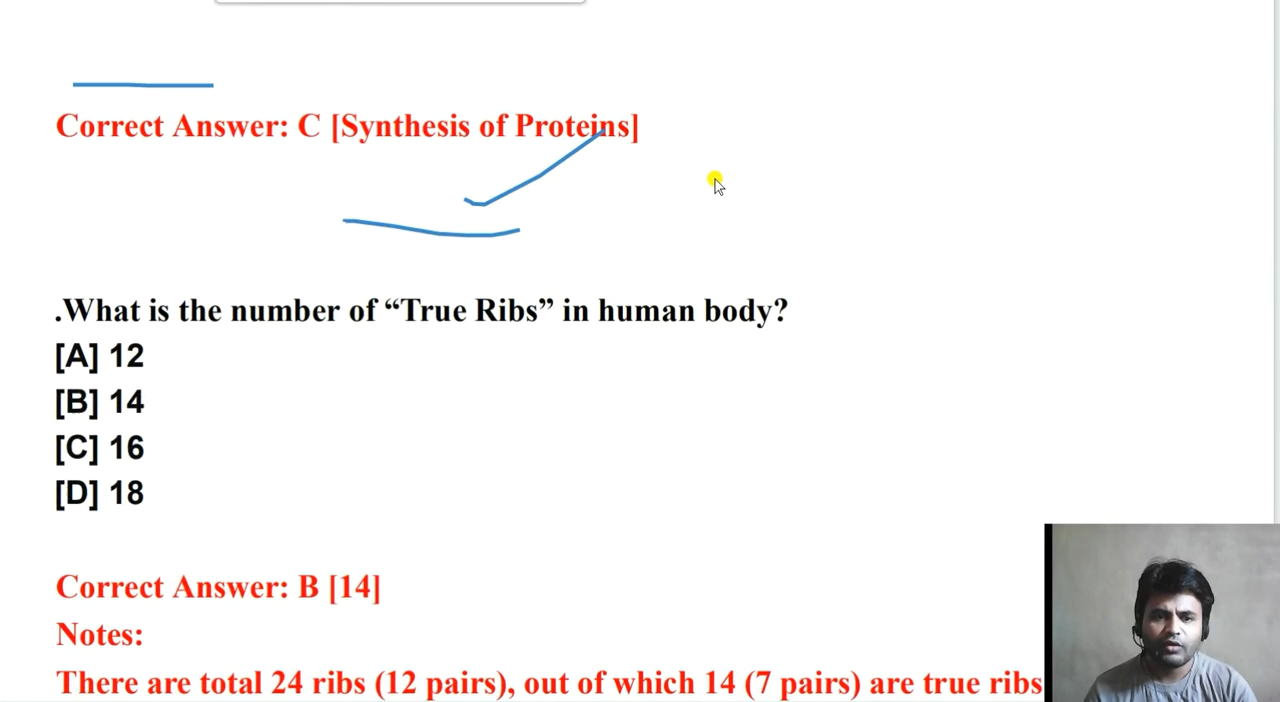 Correct Answer: C [Synthesis of Proteins]
.What is the number of “True Ribs” in human body?
[A] 12
[B] 14
[C] 16
[D] 18
Correct Answer: B [14]
Notes:
There are total 24 ribs (12 pairs), out of which 14 (7 pairs) are true ribs